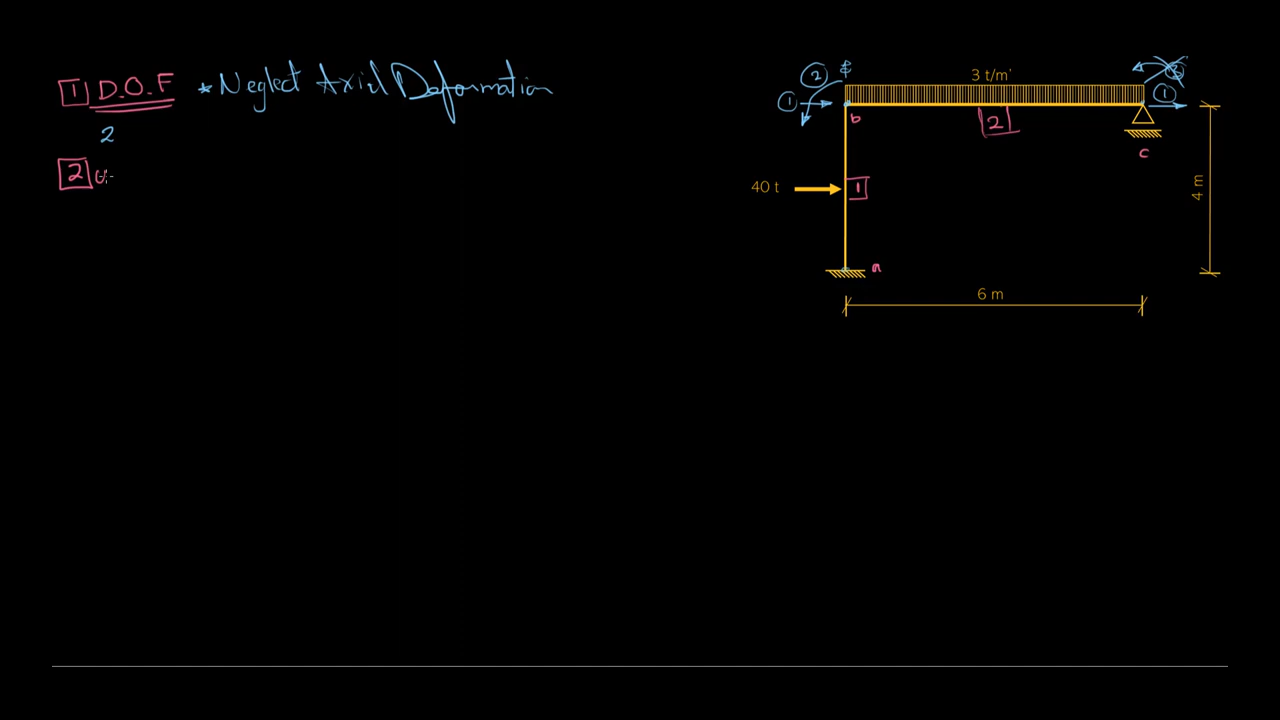 1 D.O.F * Neglect Axial Deformation
2
2
3 t/m'
2 1
1
b
2
c
40 t
1
4 m
a
6 m